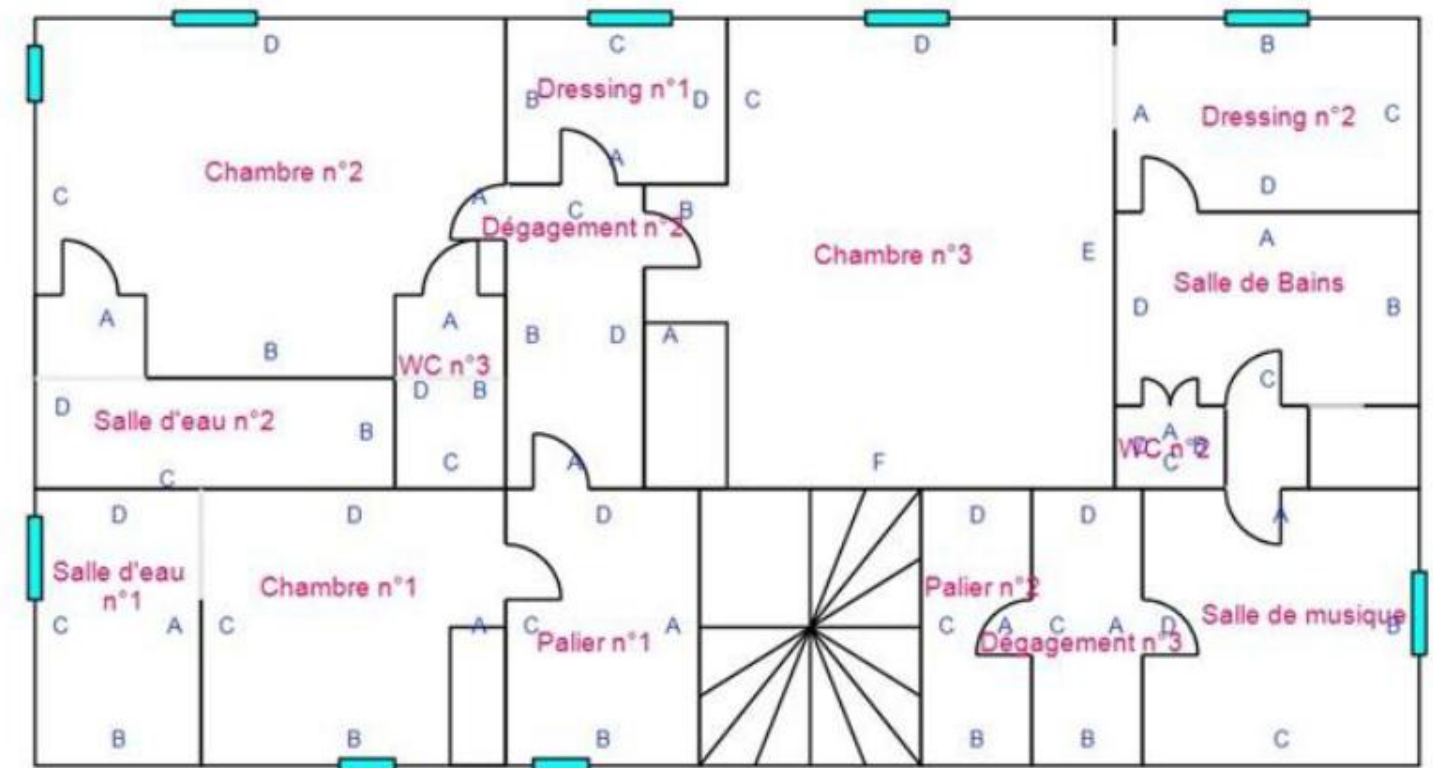 D C D B
Dressing n°1
B D C
A Dressing n°2 C
A
Chambre n°2
D
C A C B
Dégagement n°2
A
Chambre n°3 E
Salle de Bains
D B
A A B D A
B
WC n°3
D B C
D Salle d'eau n°2 B
A
WC n°2
C
C C A F
D D D D D A
Salle d'eau
n°1
Chambre n°1
Palier n°2
Salle de musique
C A C A C A C A C A D B
Palier n°1
Dégagement n°3
B B B B B C